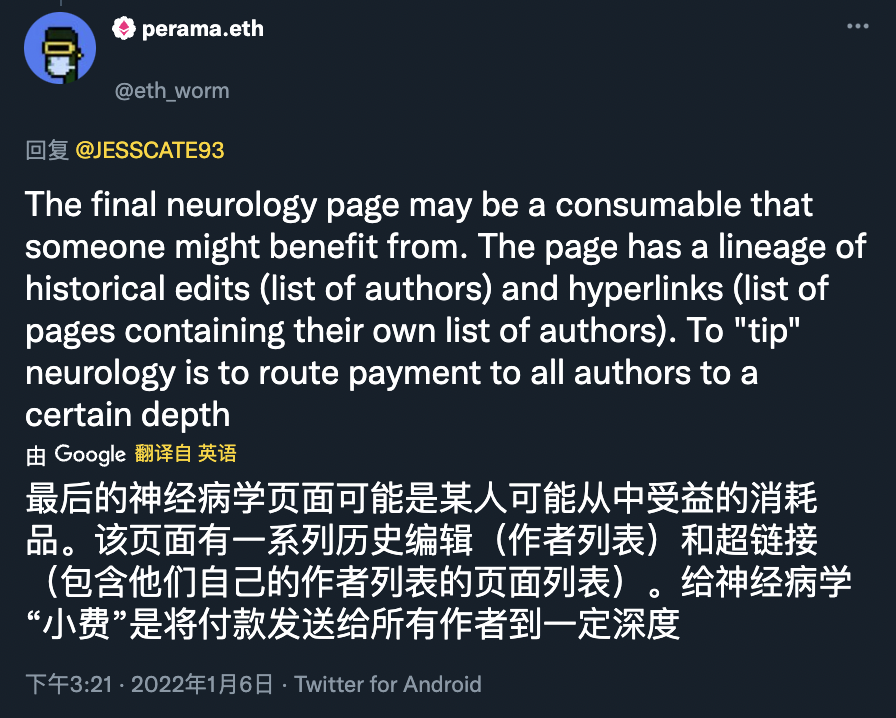 perama.eth
@eth_worm
回复 @JESSCATE93
The final neurology page may be a consumable that
someone might benefit from. The page has a lineage of
historical edits (list of authors) and hyperlinks (list of
pages containing their own list of authors). To "tip"
neurology is to route payment to all authors to a
certain depth
由 Google 翻译自 英语
最后的神经病学页面可能是某人可能从中受益的消耗
品。该页面有一系列历史编辑（作者列表）和超链接
（包含他们自己的作者列表的页面列表）。给神经病学
“小费”是将付款发送给所有作者到一定深度
下午3:21 · 2022年1月6日 · Twitter for Android